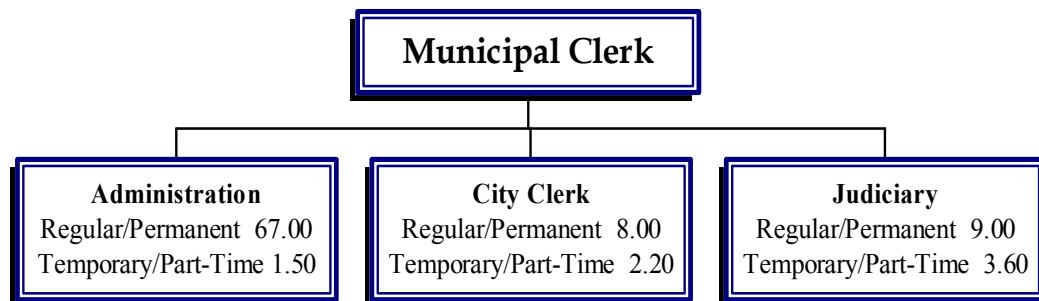 Municipal Clerk
Administration
Regular/Permanent 67.00
Temporary/Part-Time 1.50
City Clerk
Regular/Permanent 8.00
Temporary/Part-Time 2.20
Judiciary
Regular/Permanent 9.00
Temporary/Part-Time 3.60